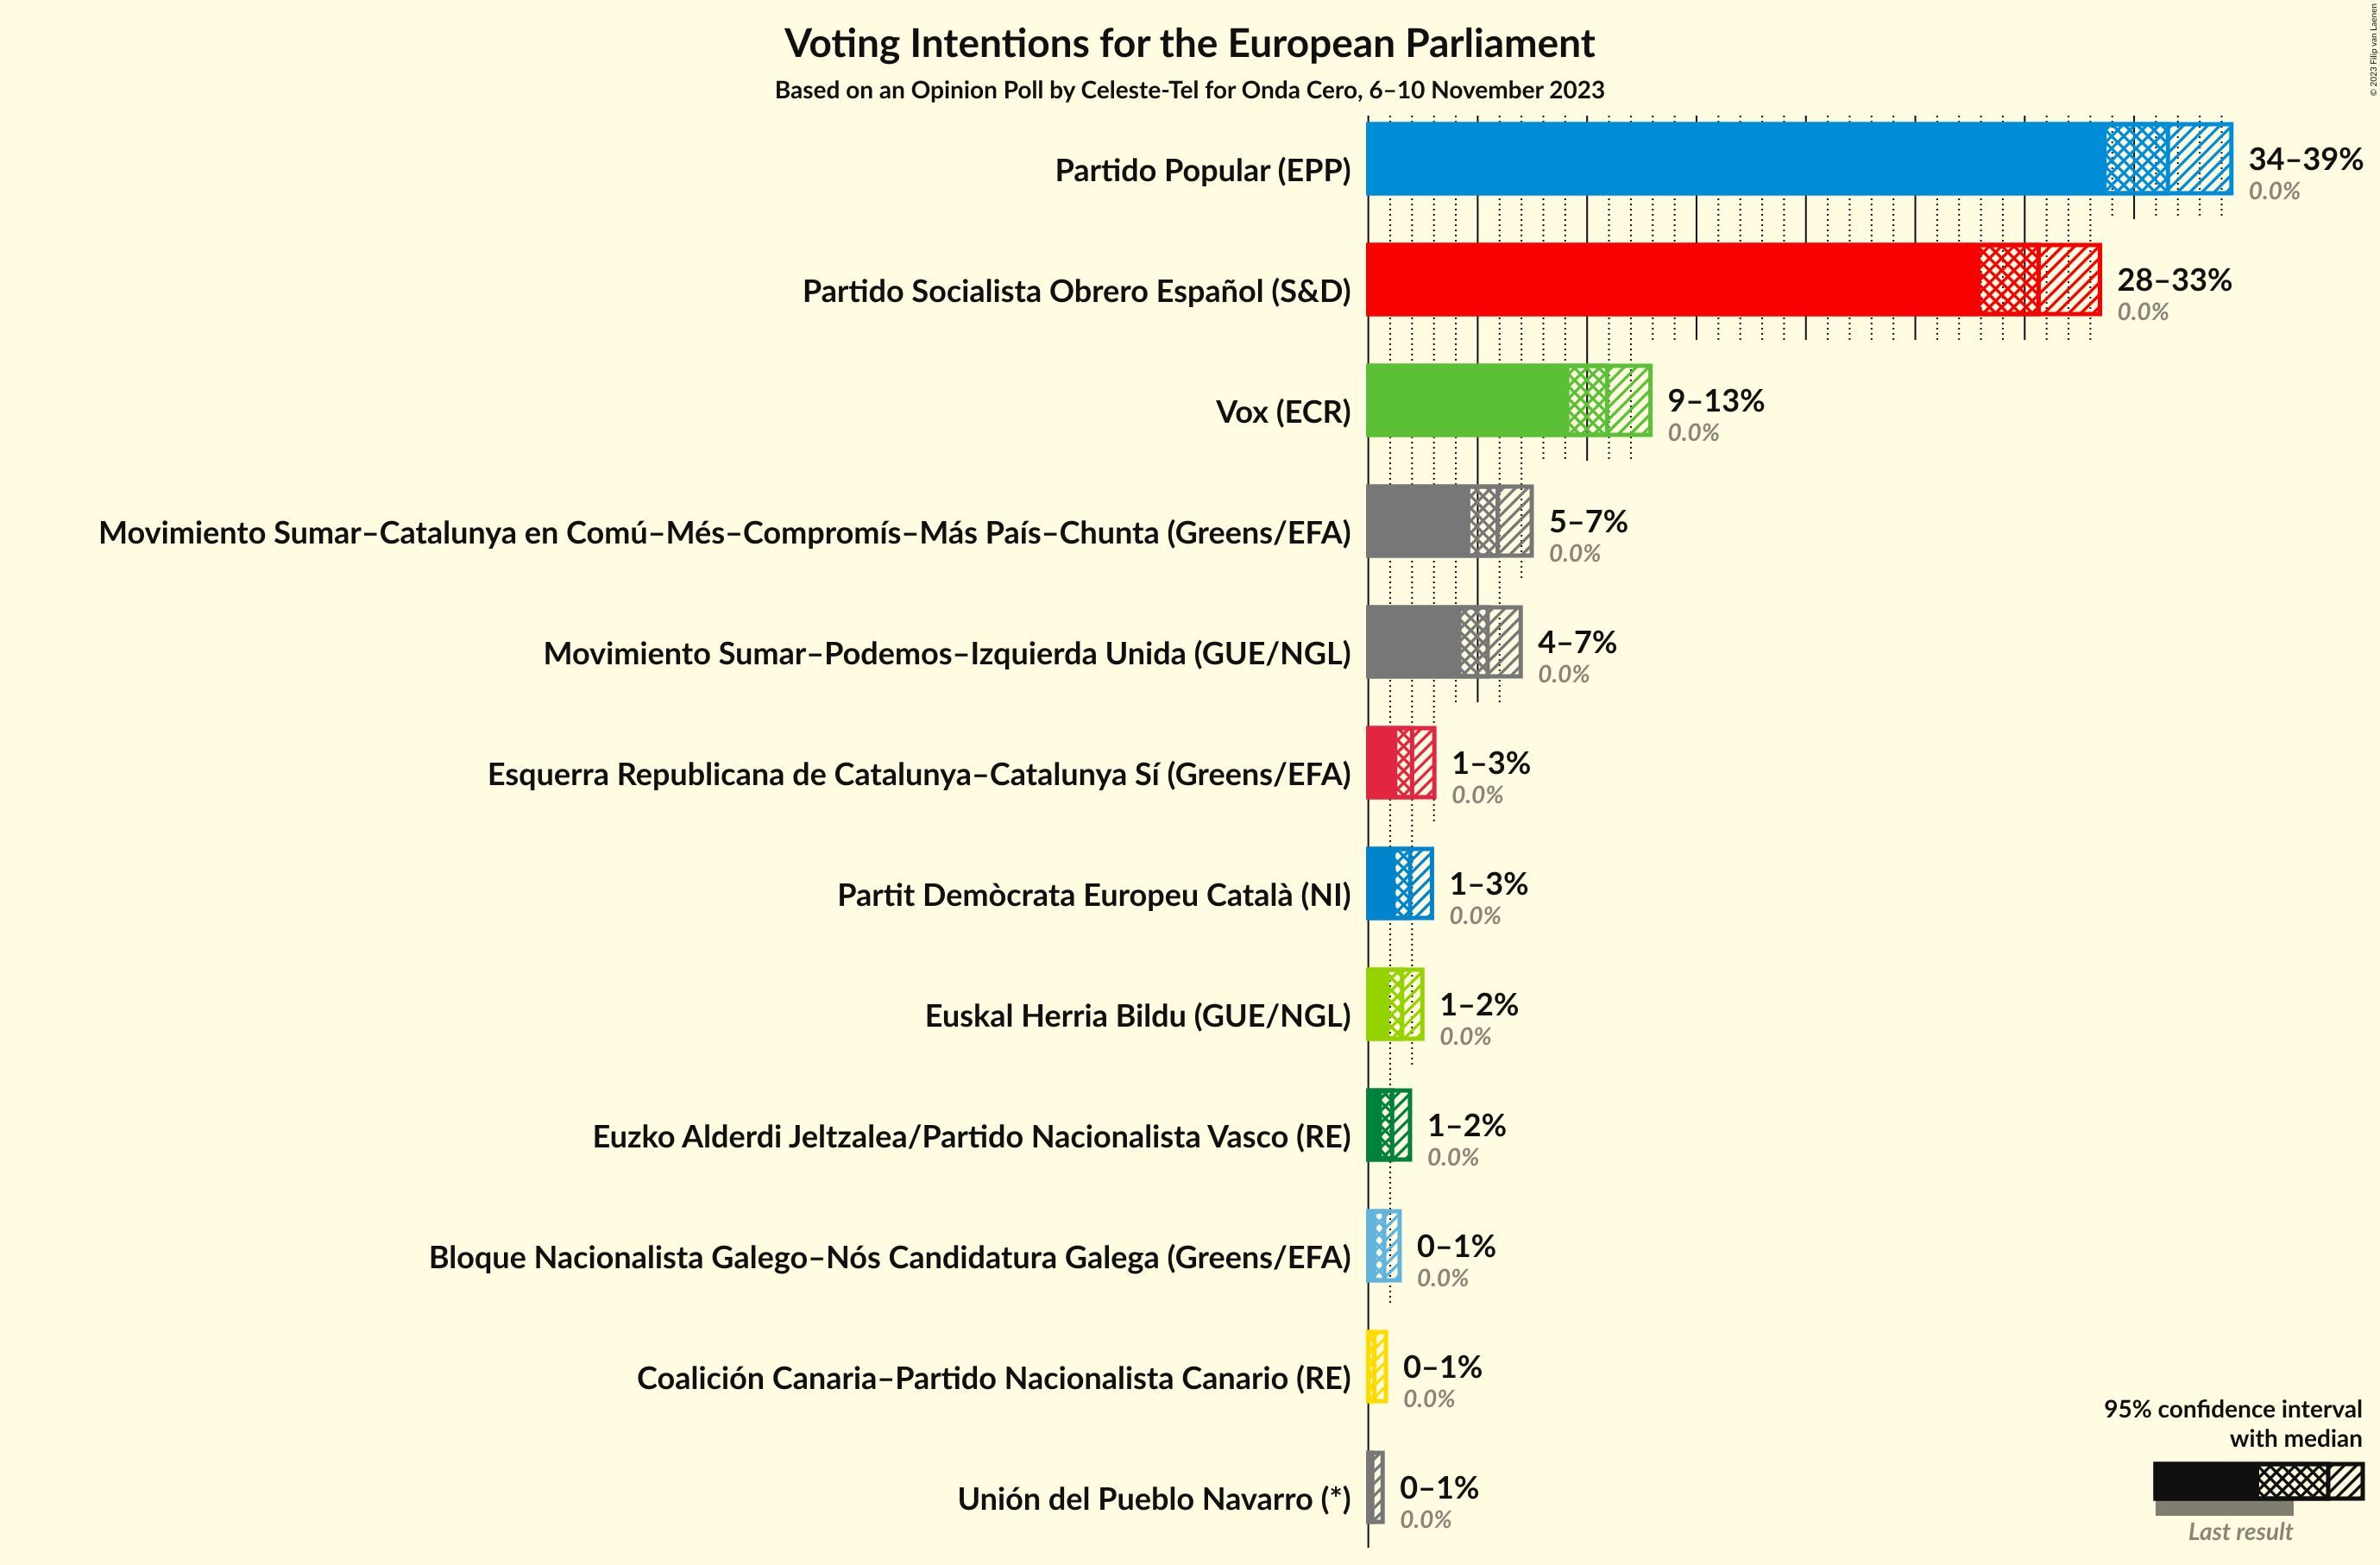 Voting Intentions for the European Parliament
Based on an Opinion Poll by Celeste-Tel for Onda Cero, 6–10 November 2023
© 2023 Filip van Laenen
Partido Popular (EPP)
34–39%
0.0%
Partido Socialista Obrero Español (S&D)
28–33%
0.0%
Vox (ECR)
9–13%
0.0%
Movimiento Sumar–Catalunya en Comú–Més–Compromís–Más País–Chunta (Greens/EFA)
5–7%
0.0%
Movimiento Sumar–Podemos–Izquierda Unida (GUE/NGL)
4–7%
0.0%
Esquerra Republicana de Catalunya–Catalunya Sí (Greens/EFA)
1–3%
0.0%
Partit Demòcrata Europeu Català (NI)
1–3%
0.0%
Euskal Herria Bildu (GUE/NGL)
1–2%
0.0%
Euzko Alderdi Jeltzalea/Partido Nacionalista Vasco (RE)
1–2%
0.0%
Bloque Nacionalista Galego–Nós Candidatura Galega (Greens/EFA)
0–1%
0.0%
Coalición Canaria–Partido Nacionalista Canario (RE)
0–1%
0.0%
Unión del Pueblo Navarro (*)
0–1%
0.0%
95% confidence interval
with median
Last result